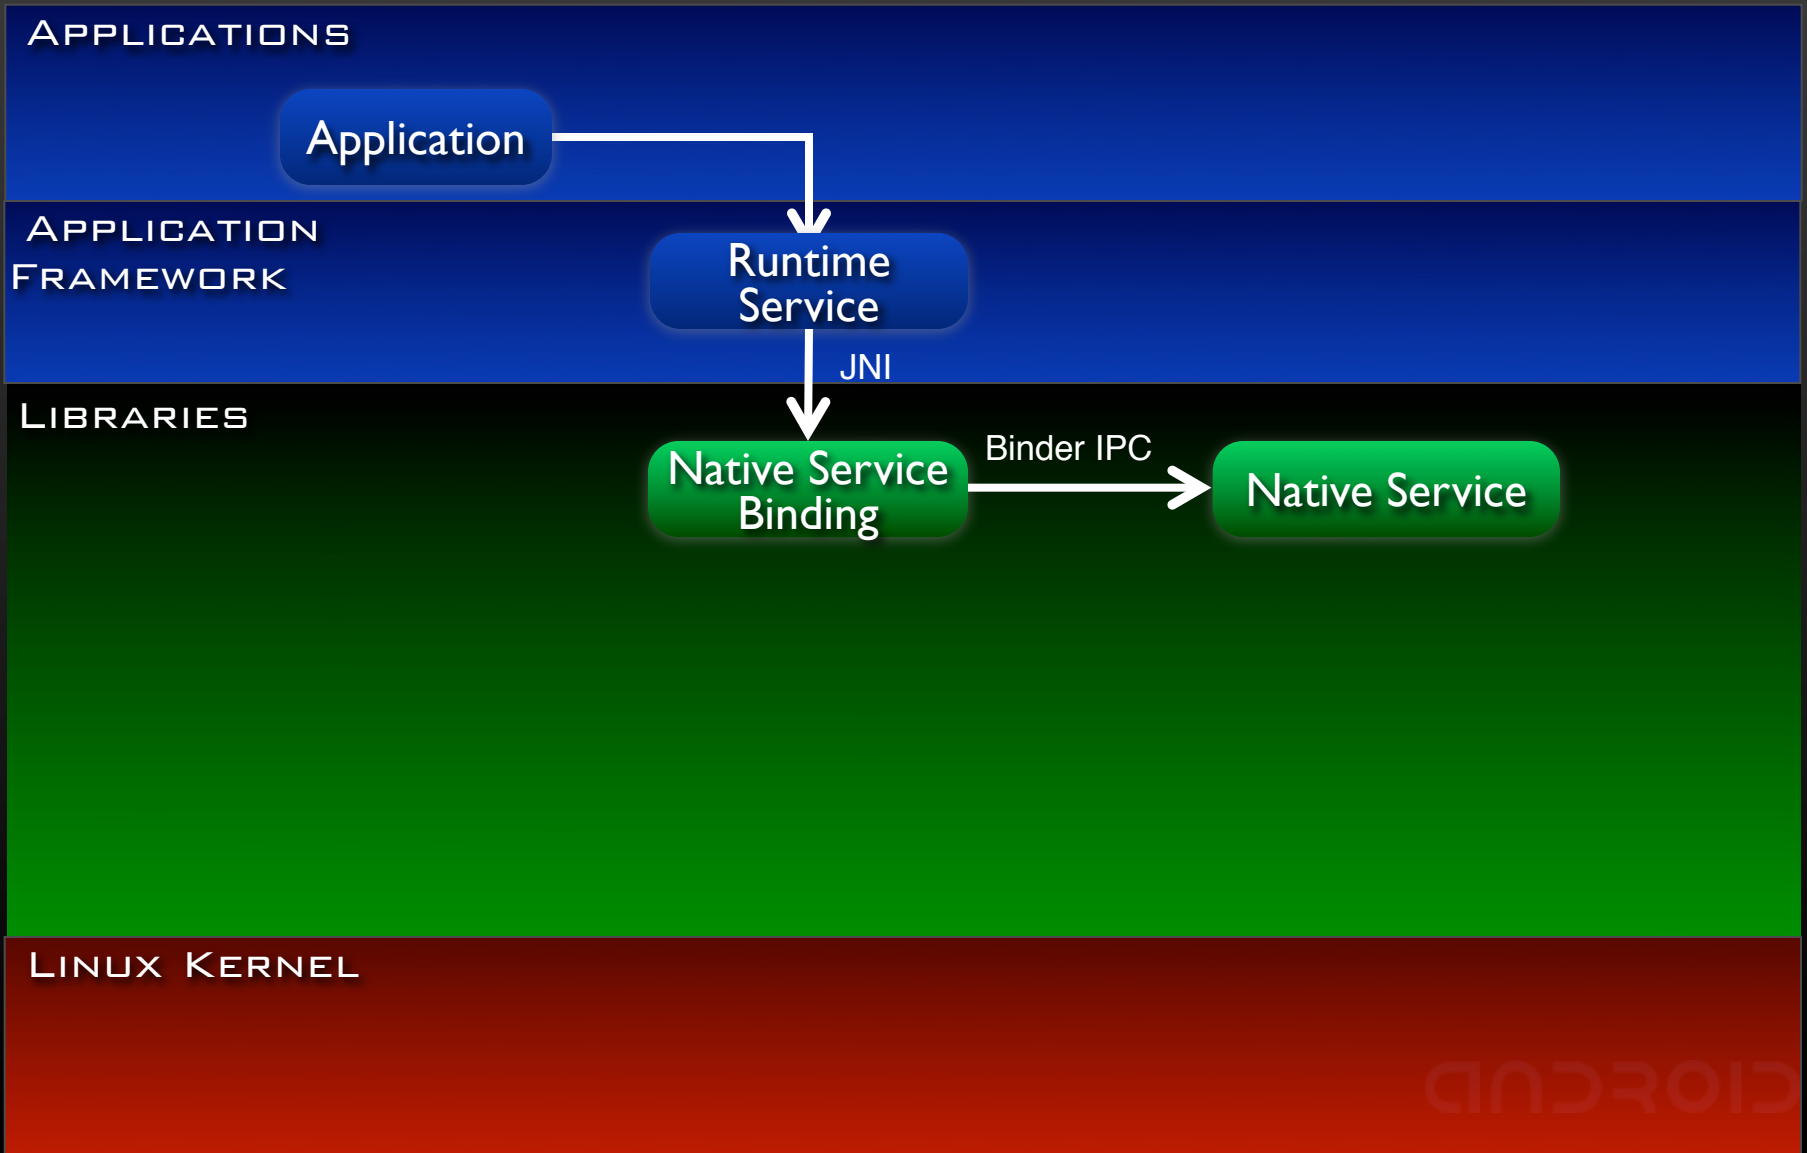 APPLICATIONS
Application
APPLICATION
FRAMEWORK
Runtime
Service
JNI
LIBRARIES
Native Service
Binding
Binder IPC
Native Service
LINUX KERNEL
ANDROID